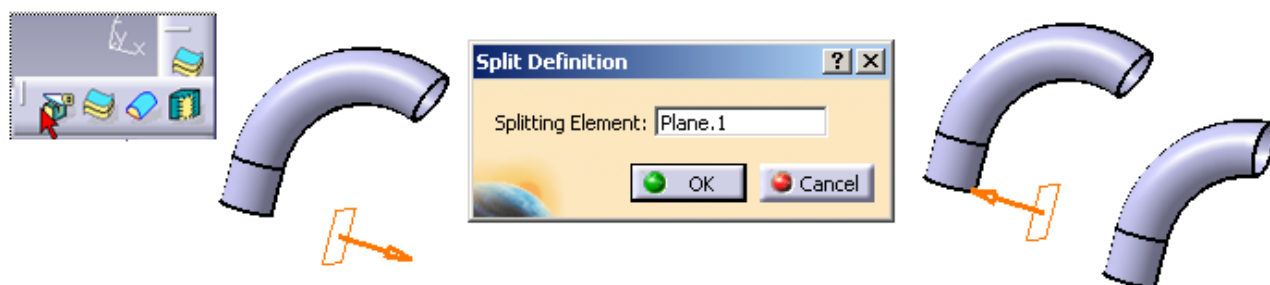 Y
X
Split Definition
Splitting Element: Plane.1
OK
Cancel